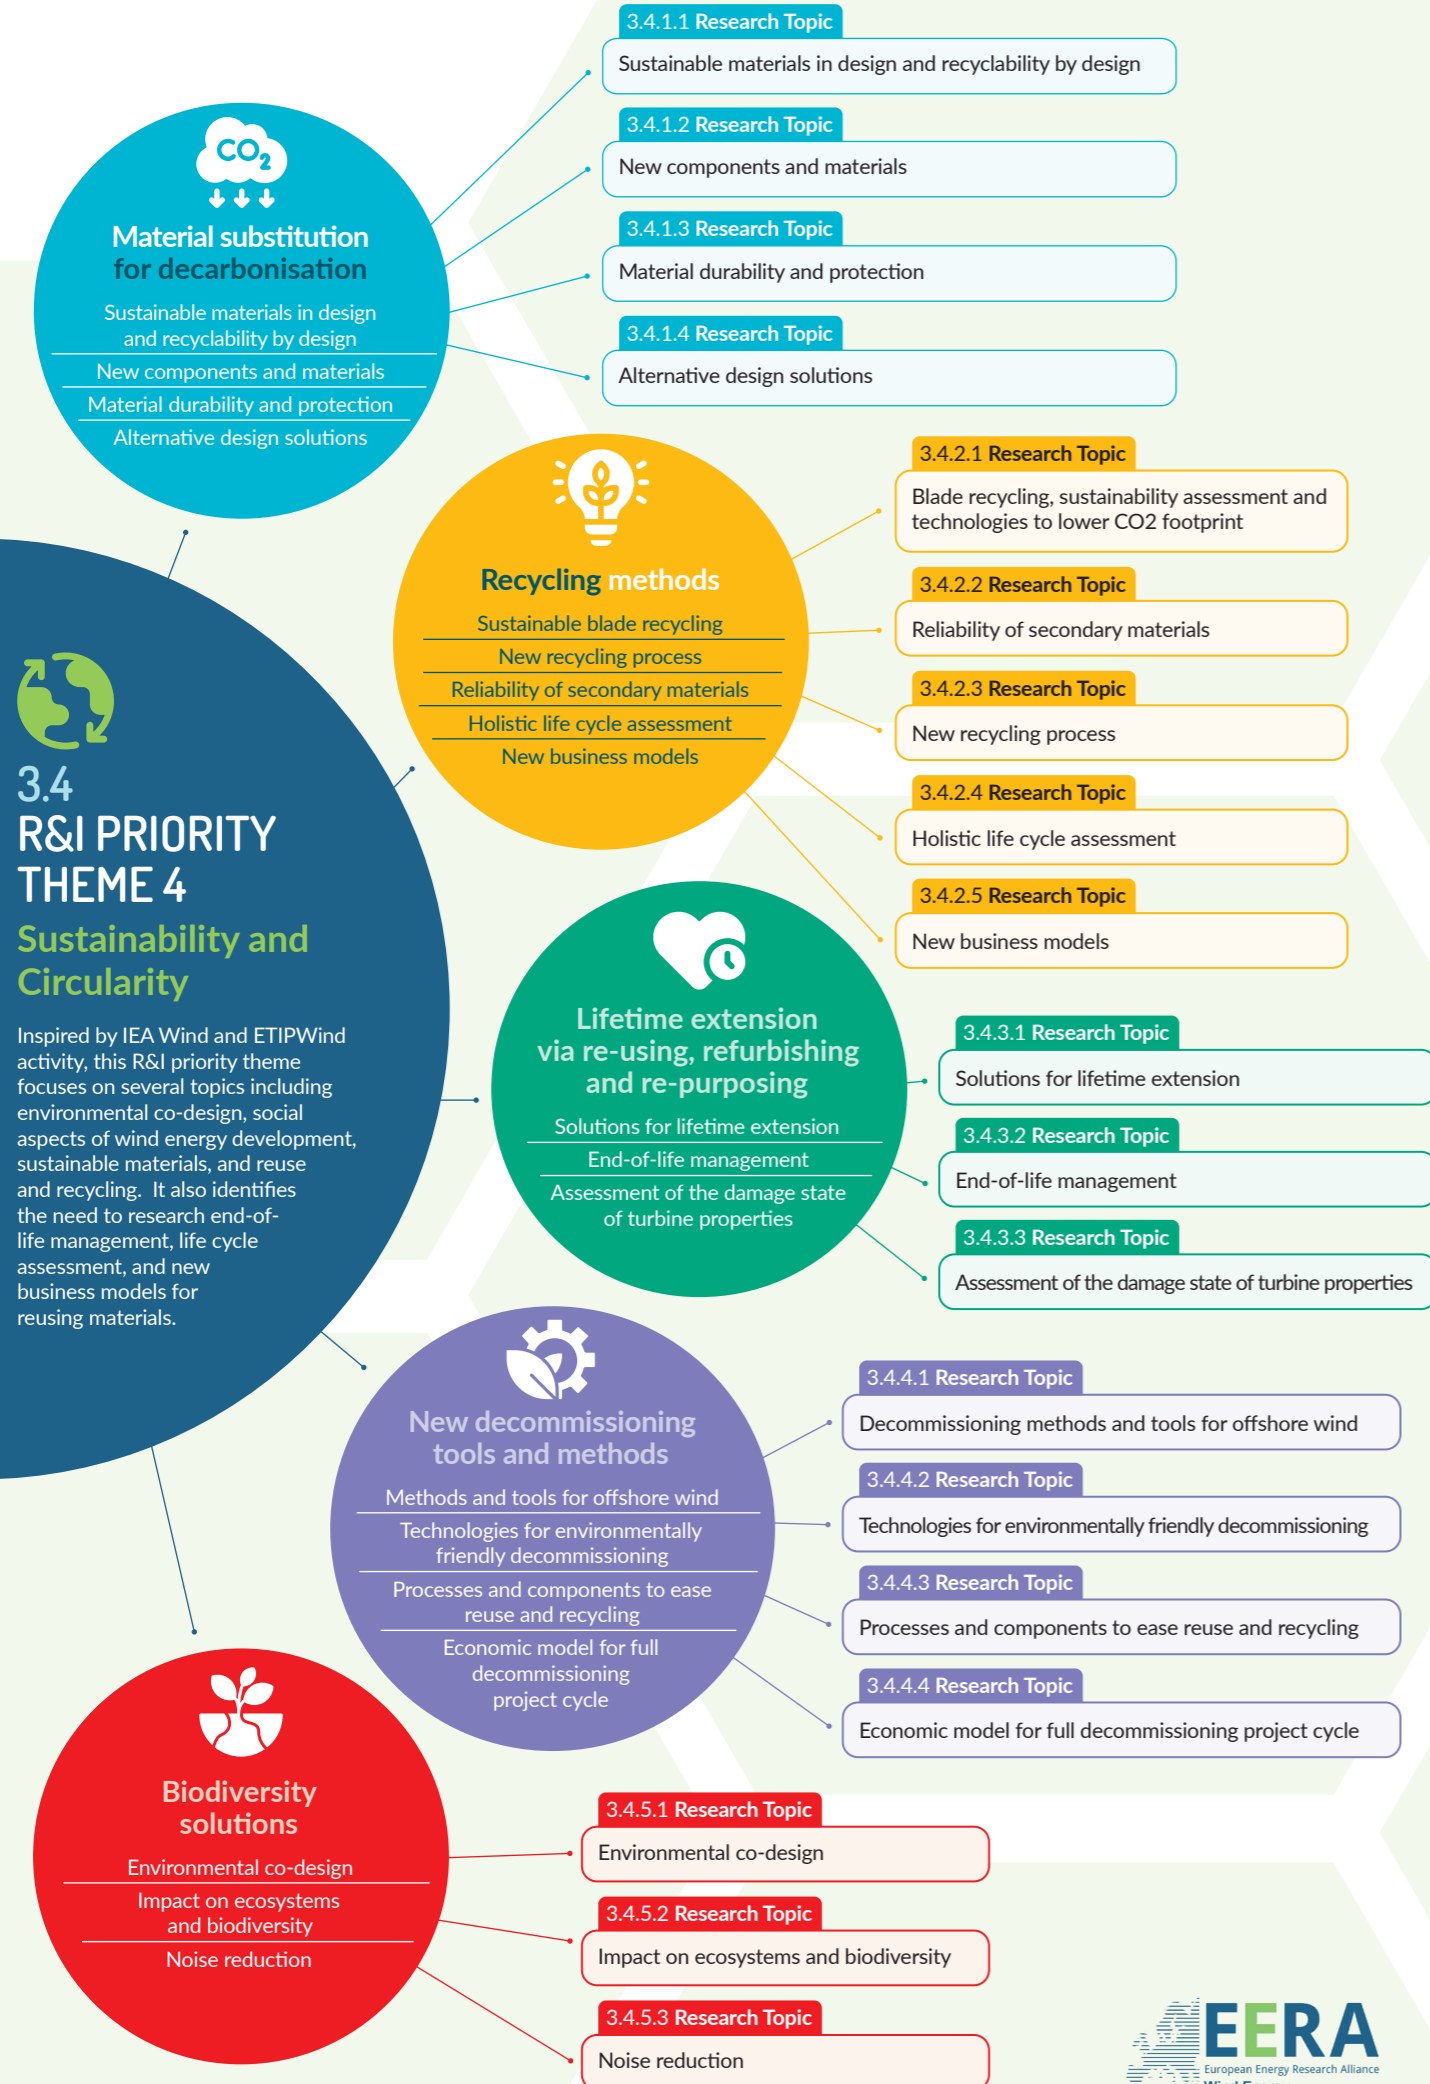 3.4.1.1 Research Topic
Sustainable materials in design and recyclability by design
3.4.1.2 Research Topic
New components and materials
3.4.1.3 Research Topic
Material durability and protection
3.4.1.4 Research Topic
Alternative design solutions
CO2
Material substitution
for decarbonisation
Sustainable materials in design
and recyclability by design
New components and materials
Material durability and protection
Alternative design solutions
3.4.2.1 Research Topic
Blade recycling, sustainability assessment and
technologies to lower CO2 footprint
3.4.2.2 Research Topic
Reliability of secondary materials
3.4.2.3 Research Topic
New recycling process
3.4.2.4 Research Topic
Holistic life cycle assessment
3.4.2.5 Research Topic
New business models
Recycling methods
Sustainable blade recycling
New recycling process
Reliability of secondary materials
Holistic life cycle assessment
New business models
3.4
R&I PRIORITY
THEME 4
Sustainability and
Circularity
Inspired by IEA Wind and ETIPWind
activity, this R&I priority theme
focuses on several topics including
environmental co-design, social
aspects of wind energy development,
sustainable materials, and reuse
and recycling. It also identifies
the need to research end-of-
life management, life cycle
assessment, and new
business models for
reusing materials.
Lifetime extension
via re-using, refurbishing
and re-purposing
Solutions for lifetime extension
End-of-life management
Assessment of the damage state
of turbine properties
3.4.3.1 Research Topic
Solutions for lifetime extension
3.4.3.2 Research Topic
End-of-life management
3.4.3.3 Research Topic
Assessment of the damage state of turbine properties
New decommissioning
tools and methods
Methods and tools for offshore wind
Technologies for environmentally
friendly decommissioning
Processes and components to ease
reuse and recycling
Economic model for full
decommissioning
project cycle
3.4.4.1 Research Topic
Decommissioning methods and tools for offshore wind
3.4.4.2 Research Topic
Technologies for environmentally friendly decommissioning
3.4.4.3 Research Topic
Processes and components to ease reuse and recycling
3.4.4.4 Research Topic
Economic model for full decommissioning project cycle
Biodiversity
solutions
Environmental co-design
Impact on ecosystems
and biodiversity
Noise reduction
3.4.5.1 Research Topic
Environmental co-design
3.4.5.2 Research Topic
Impact on ecosystems and biodiversity
3.4.5.3 Research Topic
Noise reduction
EERA
European Energy Research Alliance